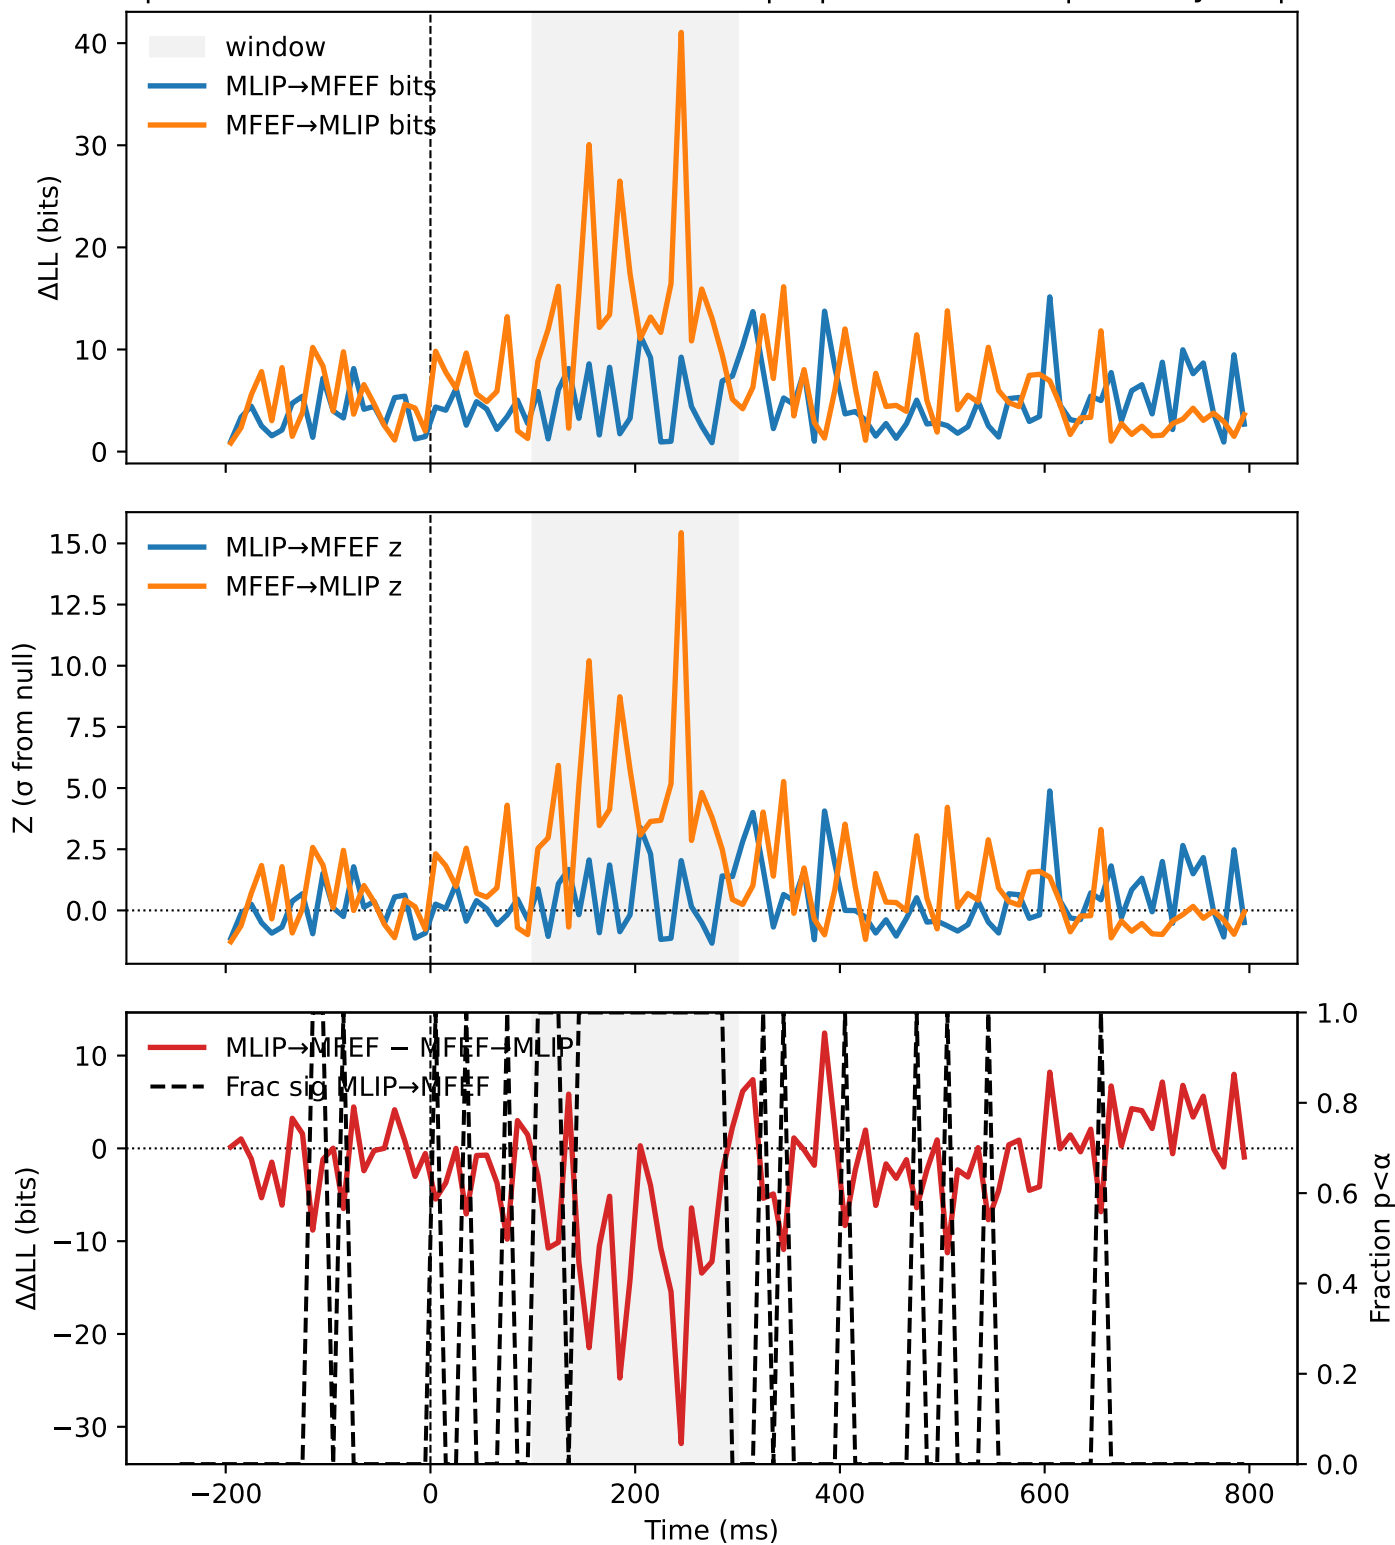 40
30
20
10
0
ΔLL (bits)
window
MLIP→MFEF bits
MFEF→MLIP bits
15.0
12.5
10.0
7.5
5.0
2.5
0.0
Z (σ from null)
MLIP→MFEF z
MFEF→MLIP z
10
0
−10
−20
−30
ΔΔLL (bits)
MLIP→MFEF − MFEF→MLIP
Frac sig MLIP→MFEF
1.0
0.8
0.6
0.4
0.2
0.0
Fraction p<α
−200 0 200 400 600 800
Time (ms)